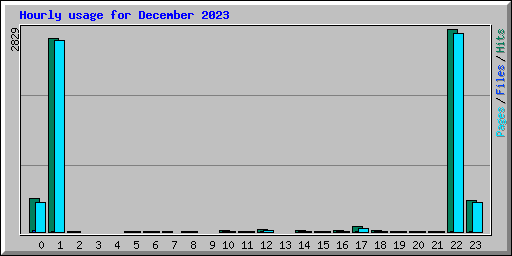 Hourly usage for December 2023
2829
Pages/Files/Hits
0 1 2 3 4 5 6 7 8 9 10 11 12 13 14 15 16 17 18 19 20 21 22 23